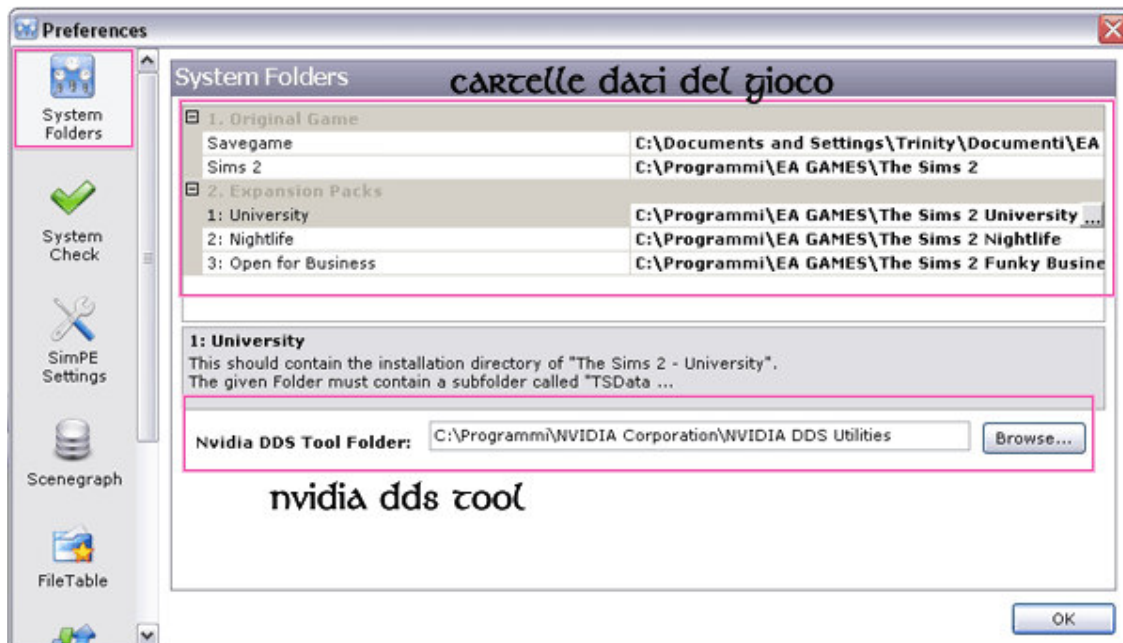 Preferences
System
Folders
System
Check
SimPE
Settings
Scenegraph
FileTable
System Folders
cartelle dati del gioco
1. Original Game
Savegame C:\Documents and Settings\Trinity\Documenti\EA
Sims 2 C:\Programmi\EA GAMES\The Sims 2
2. Expansion Packs
1: University C:\Programmi\EA GAMES\The Sims 2 University ...
2: Nightlife C:\Programmi\EA GAMES\The Sims 2 Nightlife
3: Open for Business C:\Programmi\EA GAMES\The Sims 2 Funky Busine
1: University
This should contain the installation directory of "The Sims 2 - University".
The given Folder must contain a subfolder called "TSData ...
Nvidia DDS Tool Folder: C:\Programmi\NVIDIA Corporation\NVIDIA DDS Utilities Browse...
nvidia dds tool
OK